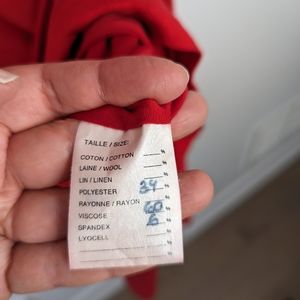 TAILLE / SIZE:
COTON / COTTON %
LAINE / WOOL %
LIN / LINEN %
POLYESTER 34 %
RAYONNE / RAYON 60 %
VISCOSE 6 %
SPANDEX %
LYOCELL %